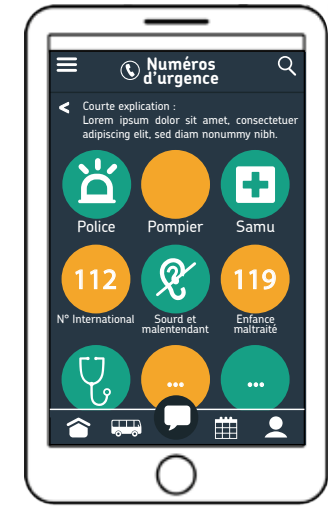 Numéros
d'urgence
<
Courte explication :
Lorem ipsum dolor sit amet, consectetuer
adipiscing elit, sed diam nonummy nibh.
Police Pompier Samu
112 119
N° International Sourd et Enfance
malentendant maltraité
... ...